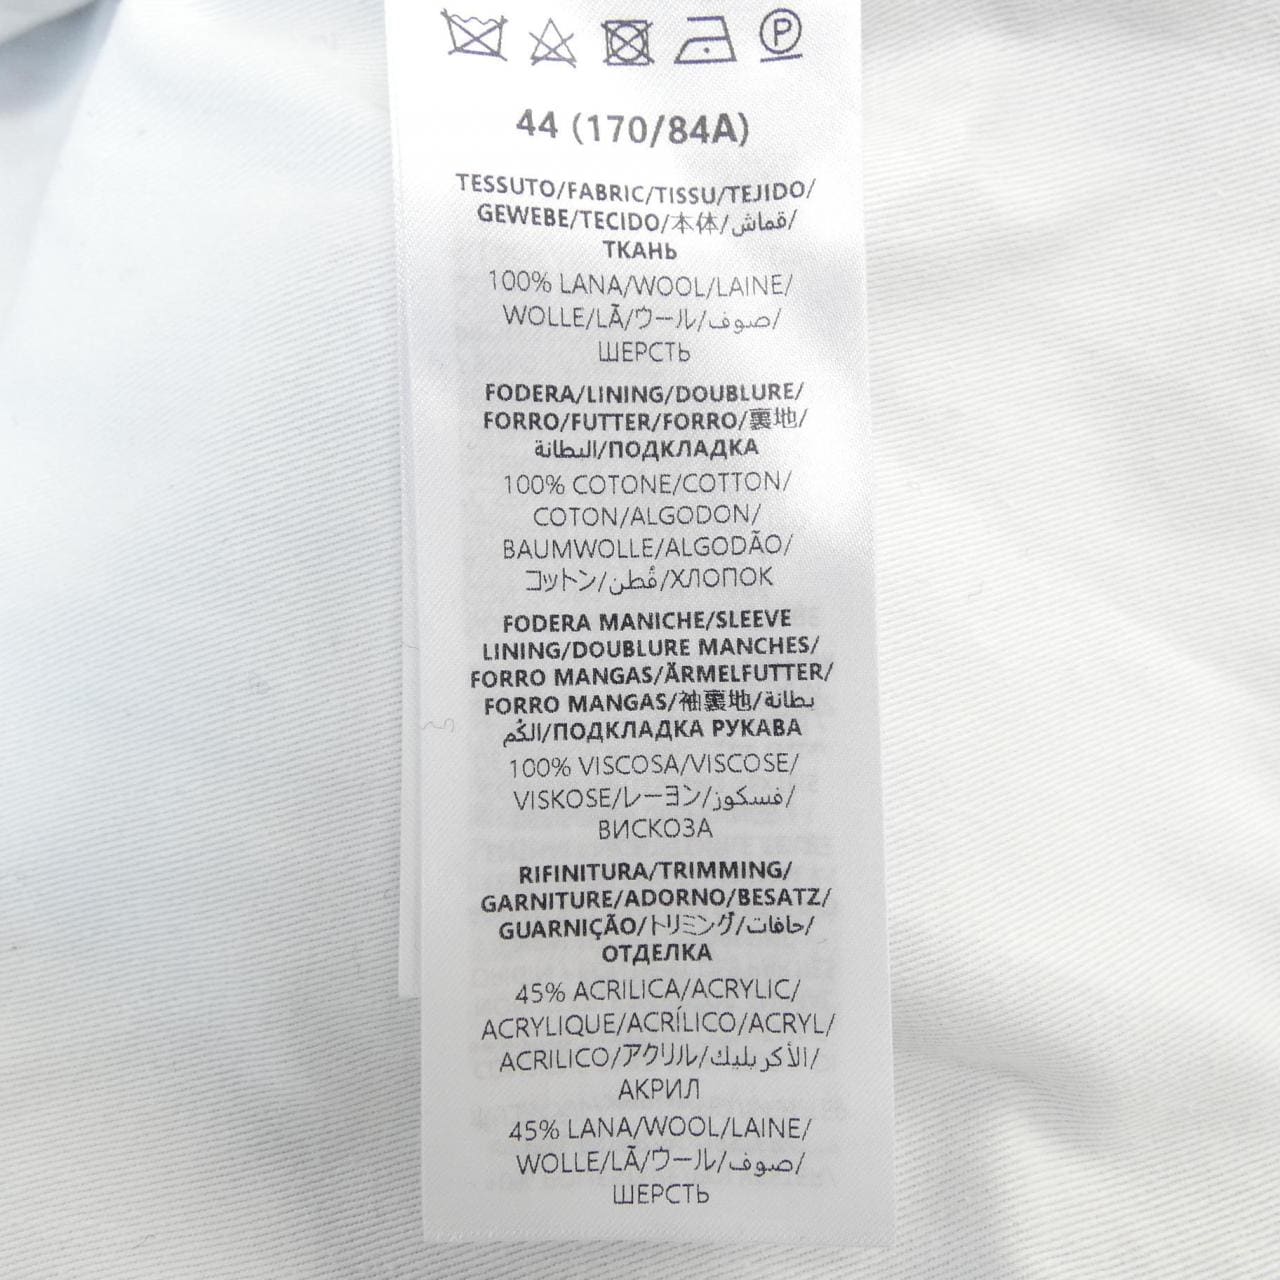 P
44 (170/84A)
TESSUTO/FABRIC/TISSU/TEJIDO/
GEWEBE/TECIDO/本体/قماش/
ТКАНЬ
100% LANA/WOOL/LAINE/
WOLLE/LÃ/ウール/صوف/
ШЕРСТЬ
FODERA/LINING/DOUBLURE/
FORRO/FUTTER/FORRO/裏地/
البطانة/ПОДКЛАДКА
100% COTONE/COTTON/
COTON/ALGODON/
BAUMWOLLE/ALGODÃO/
コットン/قُطن/ХЛОПОК
FODERA MANICHE/SLEEVE
LINING/DOUBLURE MANCHES/
FORRO MANGAS/ÄRMELFUTTER/
FORRO MANGAS/袖裏地/بطانة
الكُم/ПОДКЛАДКА РУКАВА
100% VISCOSA/VISCOSE/
VISKOSE/レーヨン/فسكوز/
ВИСКОЗА
RIFINITURA/TRIMMING/
GARNITURE/ADORNO/BESATZ/
GUARNIÇÃO/トリミング/حافات/
ОТДЕЛКА
45% ACRILICA/ACRYLIC/
ACRYLIQUE/ACRÍLICO/ACRYL/
ACRILICO/アクリル/الأكريليك/
АКРИЛ
45% LANA/WOOL/LAINE/
WOLLE/LÃ/ウール/صوف/
ШЕРСТЬ